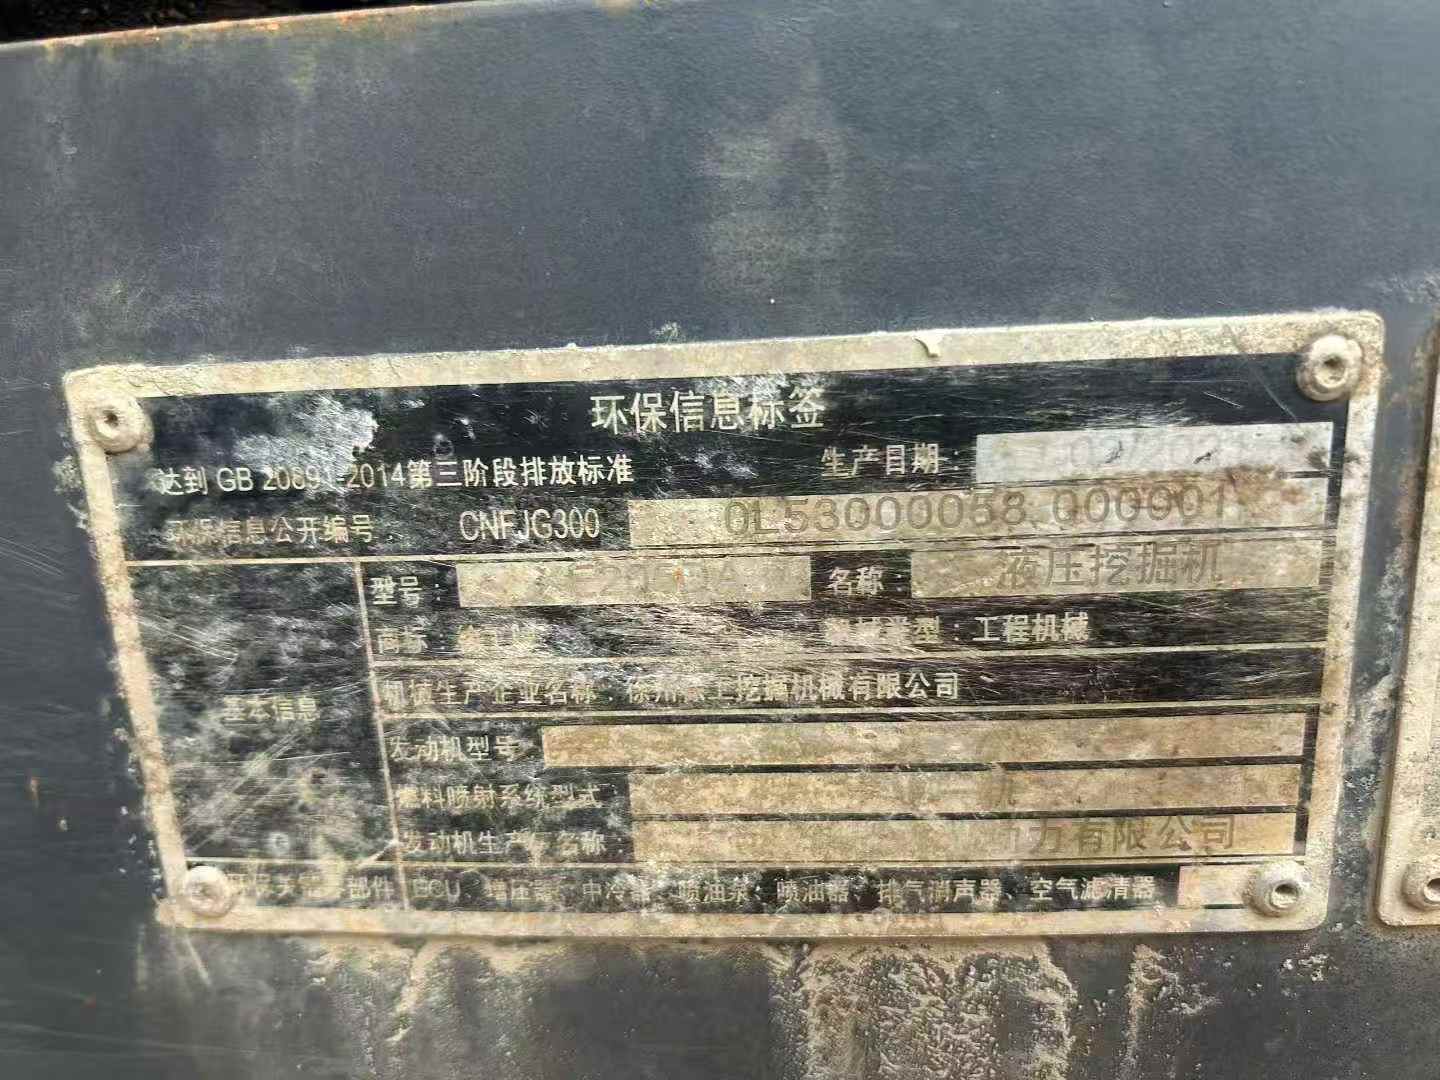 环保信息标签
达到 GB 20891-2014第三阶段排放标准 生产日期:
环保信息公开编号: CNFJG300 0L53000058 000001
型号: 名称: 液压挖掘机
商标: 机械类型: 工程机械
基本信息
机械生产企业名称: 徐州徐工挖掘机械有限公司
发动机型号:
燃料喷射系统型式:
发动机生产厂名称: 动力有限公司
ECU、增压器、中冷器、喷油泵、喷油器、排气消声器、空气滤清器